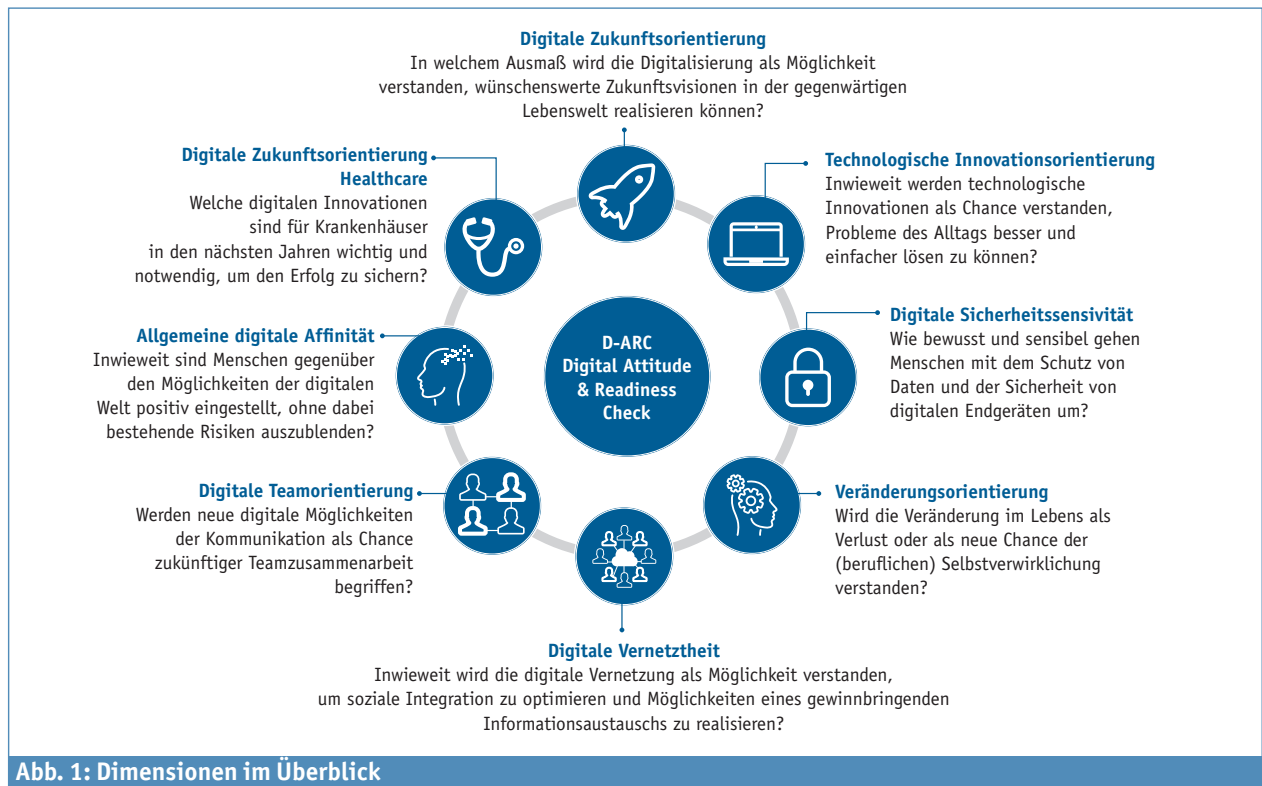 Digitale Zukunftsorientierung
In welchem Ausmaß wird die Digitalisierung als Möglichkeit
verstanden, wünschenswerte Zukunftsvisionen in der gegenwärtigen
Lebenswelt realisieren können?
Technologische Innovationsorientierung
Inwieweit werden technologische
Innovationen als Chance verstanden,
Probleme des Alltags besser und
einfacher lösen zu können?
Digitale Sicherheitssensivität
Wie bewusst und sensibel gehen
Menschen mit dem Schutz von
Daten und der Sicherheit von
digitalen Endgeräten um?
Veränderungsorientierung
Wird die Veränderung im Lebens als
Verlust oder als neue Chance der
(beruflichen) Selbstverwirklichung
verstanden?
Digitale Vernetztheit
Inwieweit wird die digitale Vernetzung als Möglichkeit verstanden,
um soziale Integration zu optimieren und Möglichkeiten eines gewinnbringenden
Informationsaustauschs zu realisieren?
Digitale Teamorientierung
Werden neue digitale Möglichkeiten
der Kommunikation als Chance
zukünftiger Teamzusammenarbeit
begriffen?
Allgemeine digitale Affinität
Inwieweit sind Menschen gegenüber
den Möglichkeiten der digitalen
Welt positiv eingestellt, ohne dabei
bestehende Risiken auszublenden?
Digitale Zukunftsorientierung
Healthcare
Welche digitalen Innovationen
sind für Krankenhäuser
in den nächsten Jahren wichtig und
notwendig, um den Erfolg zu sichern?
D-ARC
Digital Attitude
& Readiness
Check
Abb. 1: Dimensionen im Überblick